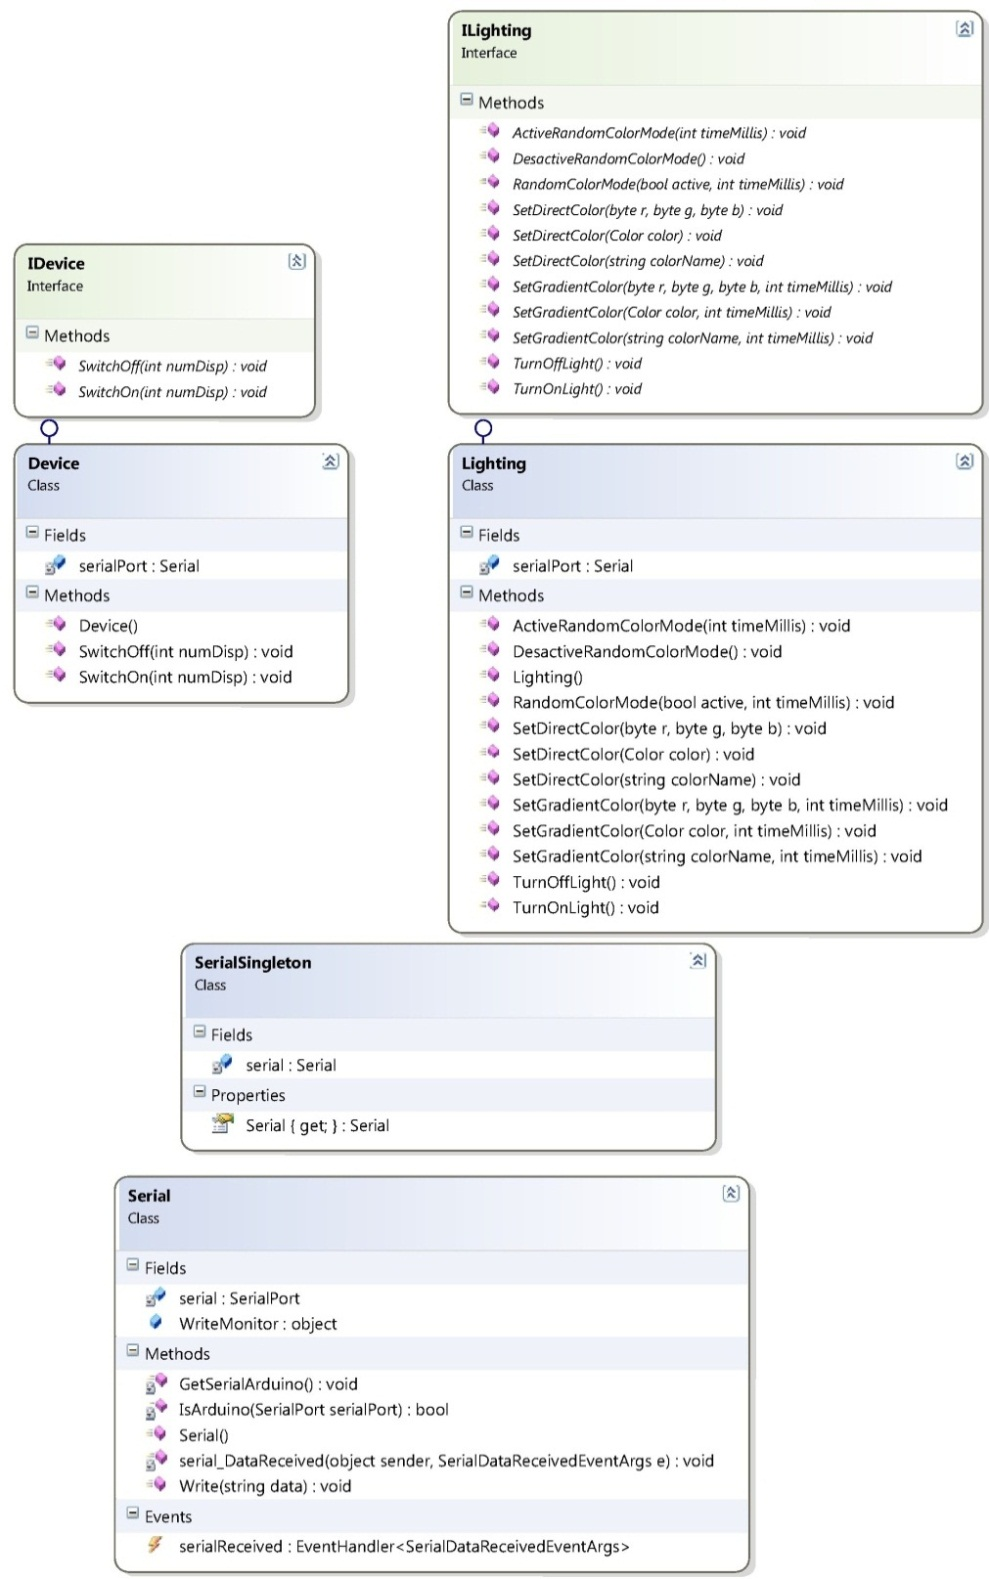 ILighting
Interface
Methods
ActiveRandomColorMode(int timeMillis) : void
DesactiveRandomColorMode() : void
RandomColorMode(bool active, int timeMillis) : void
SetDirectColor(byte r, byte g, byte b) : void
SetDirectColor(Color color) : void
SetDirectColor(string colorName) : void
SetGradientColor(byte r, byte g, byte b, int timeMillis) : void
SetGradientColor(Color color, int timeMillis) : void
SetGradientColor(string colorName, int timeMillis) : void
TurnOffLight() : void
TurnOnLight() : void
IDevice
Interface
Methods
SwitchOff(int numDisp) : void
SwitchOn(int numDisp) : void
Device
Class
Fields
serialPort : Serial
Methods
Device()
SwitchOff(int numDisp) : void
SwitchOn(int numDisp) : void
Lighting
Class
Fields
serialPort : Serial
Methods
ActiveRandomColorMode(int timeMillis) : void
DesactiveRandomColorMode() : void
Lighting()
RandomColorMode(bool active, int timeMillis) : void
SetDirectColor(byte r, byte g, byte b) : void
SetDirectColor(Color color) : void
SetDirectColor(string colorName) : void
SetGradientColor(byte r, byte g, byte b, int timeMillis) : void
SetGradientColor(Color color, int timeMillis) : void
SetGradientColor(string colorName, int timeMillis) : void
TurnOffLight() : void
TurnOnLight() : void
SerialSingleton
Class
Fields
serial : Serial
Properties
Serial { get; } : Serial
Serial
Class
Fields
serial : SerialPort
WriteMonitor : object
Methods
GetSerialArduino() : void
IsArduino(SerialPort serialPort) : bool
Serial()
serial_DataReceived(object sender, SerialDataReceivedEventArgs e) : void
Write(string data) : void
Events
serialReceived : EventHandler<SerialDataReceivedEventArgs>